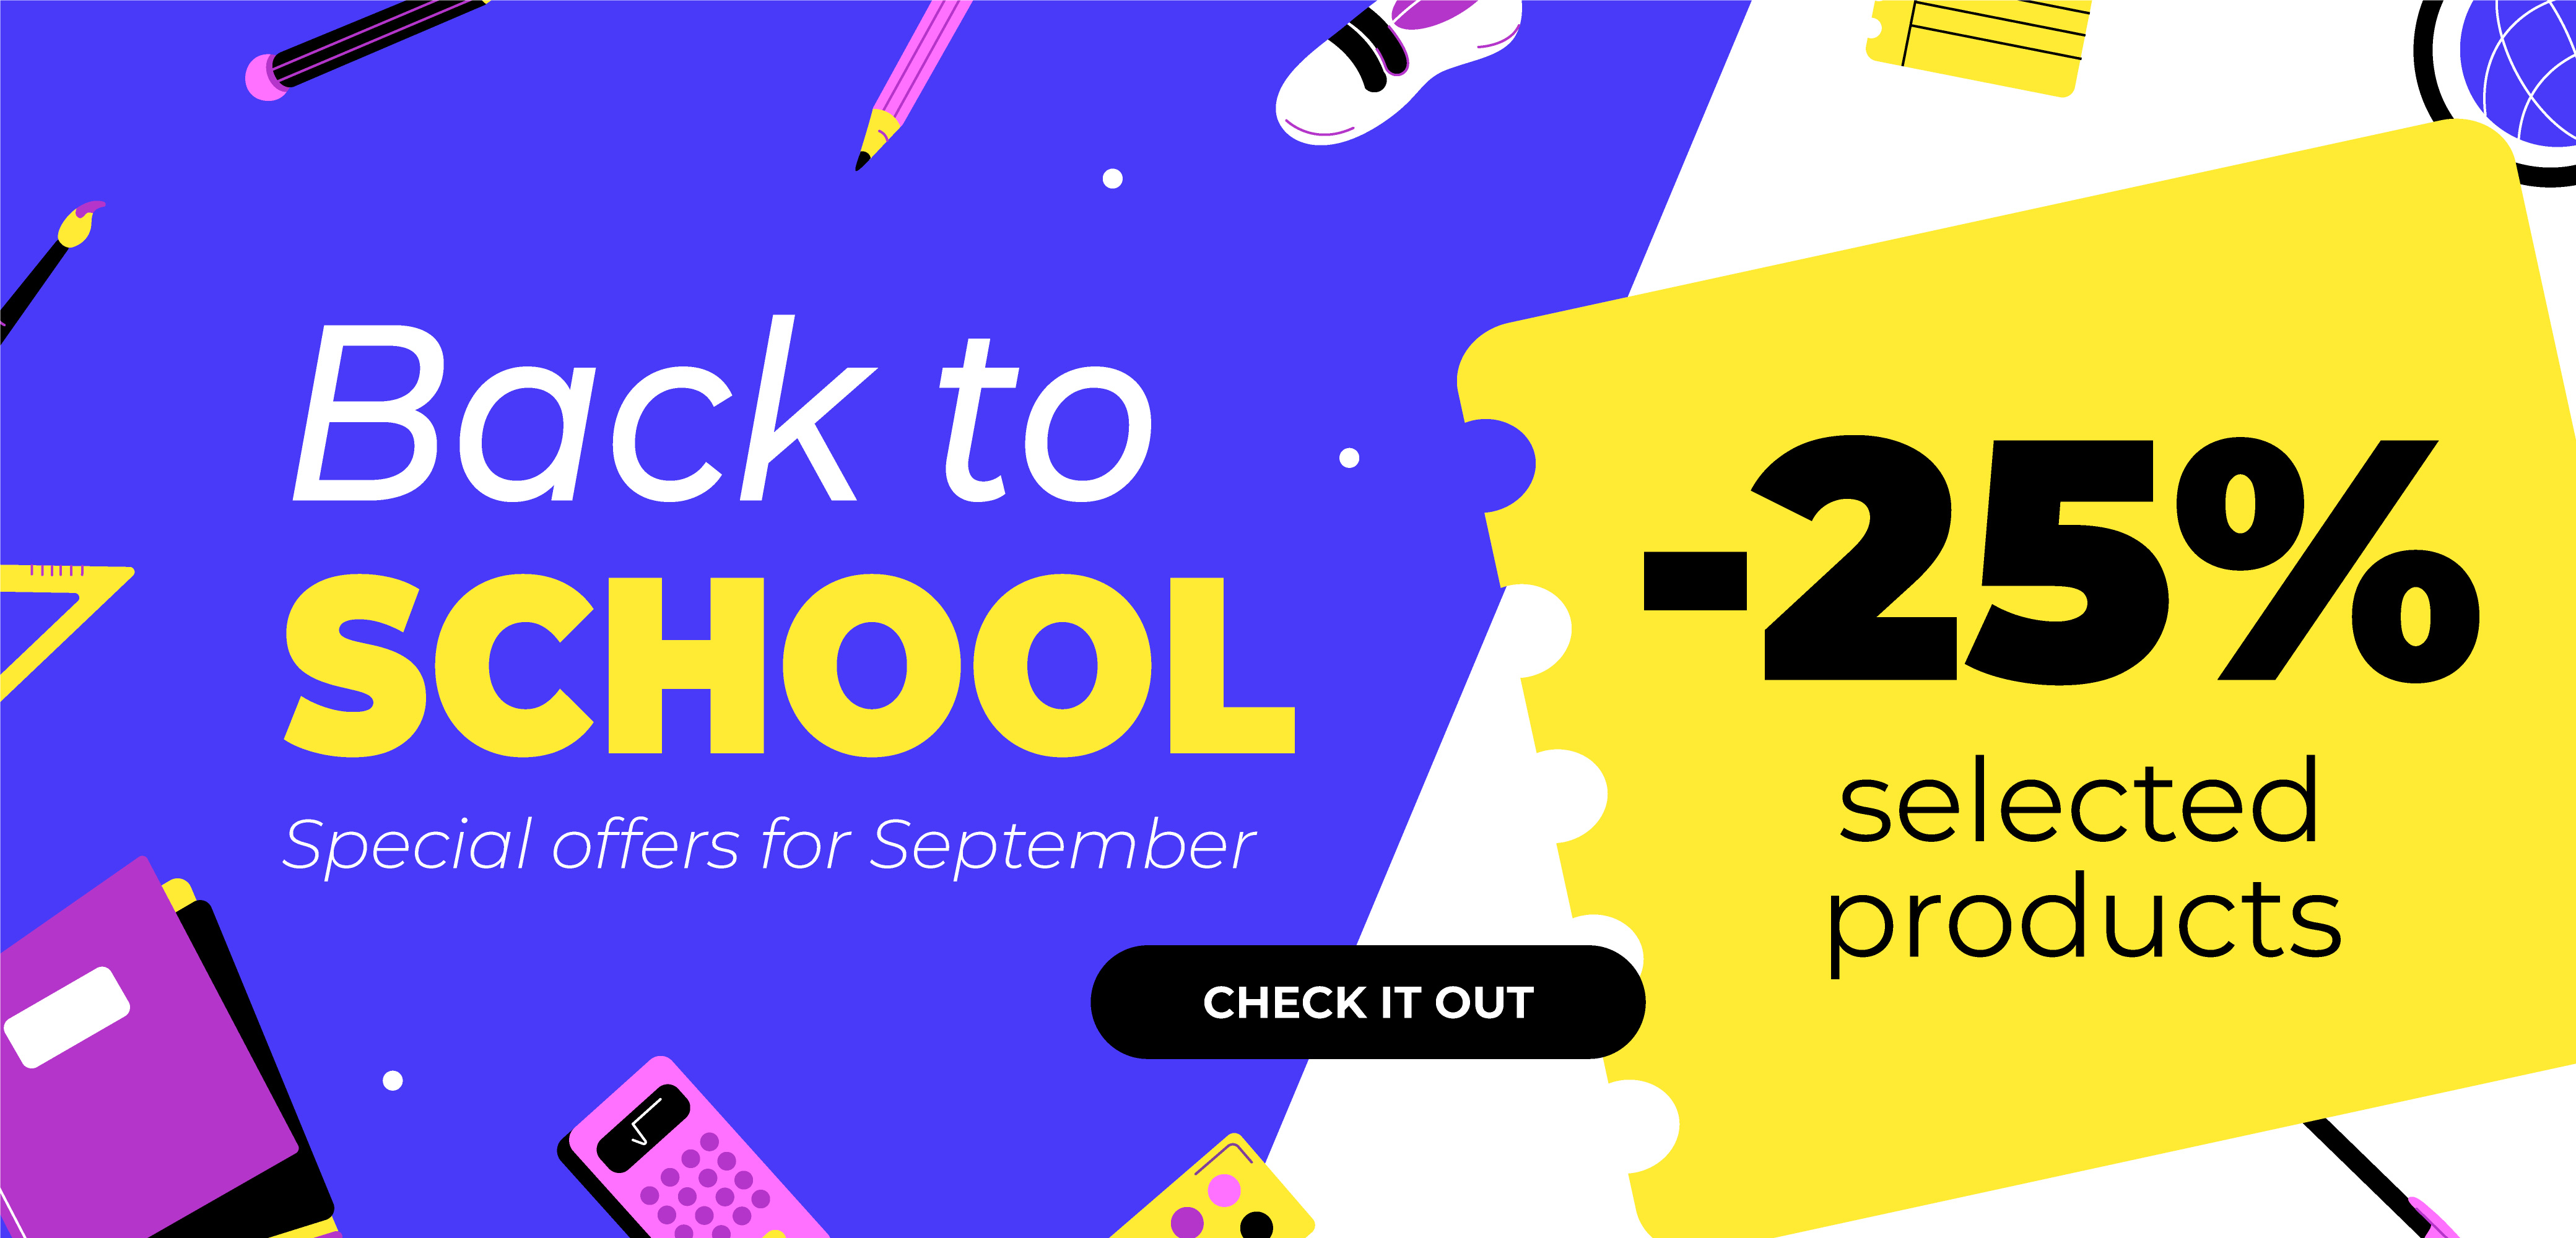 Back to
SCHOOL
Special offers for September
-25%
selected
products
CHECK IT OUT